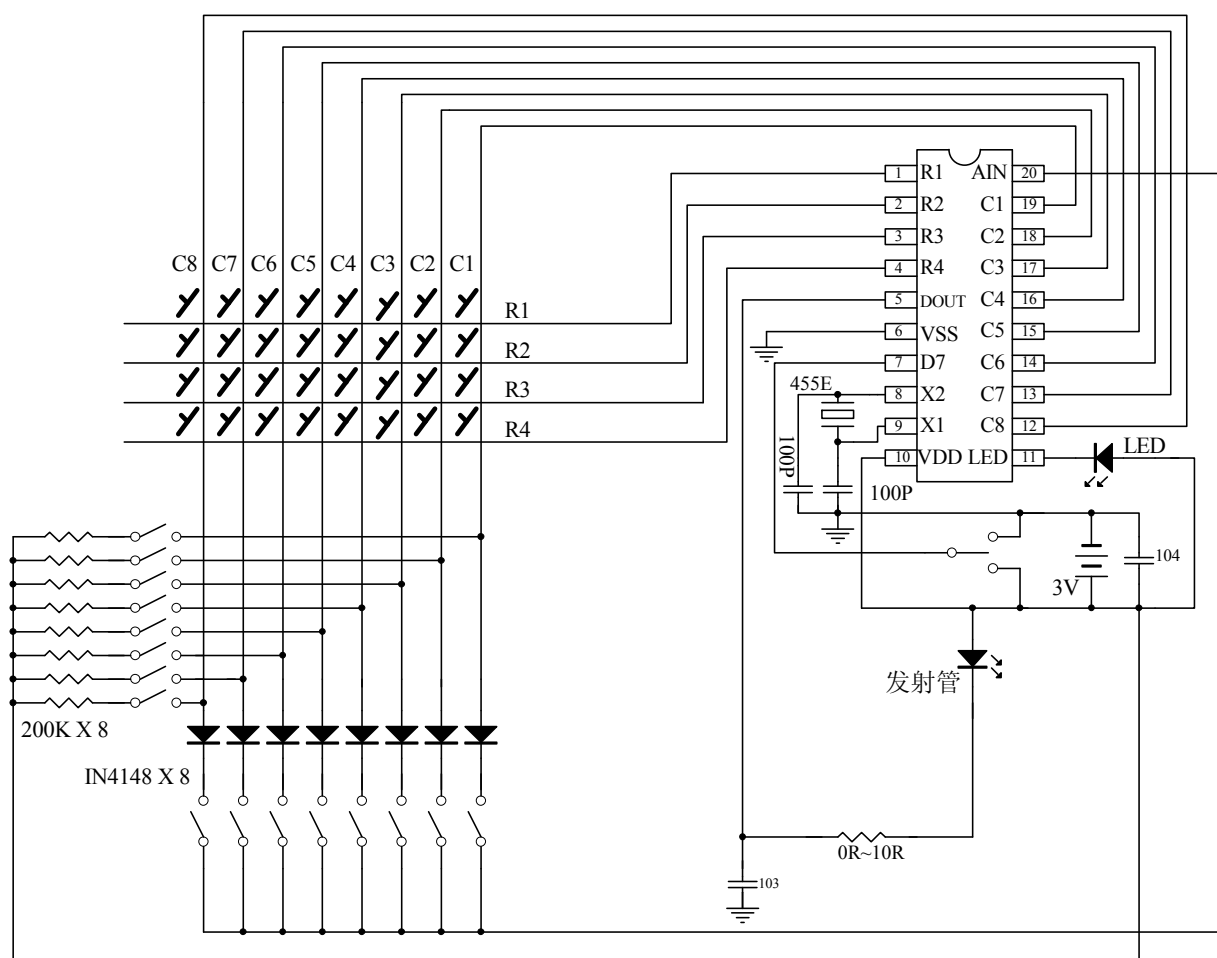 1 R1 AIN 20
2 R2 C1 19
3 R3 C2 18
4 R4 C3 17
5 DOUT C4 16
6 VSS C5 15
7 D7 C6 14
8 X2 C7 13
9 X1 C8 12
10 VDD LED 11
C8 C7 C6 C5 C4 C3 C2 C1
R1
R2
R3
R4
455E
100P
100P
LED
104
3V
发射管
200K X 8
IN4148 X 8
0R~10R
103